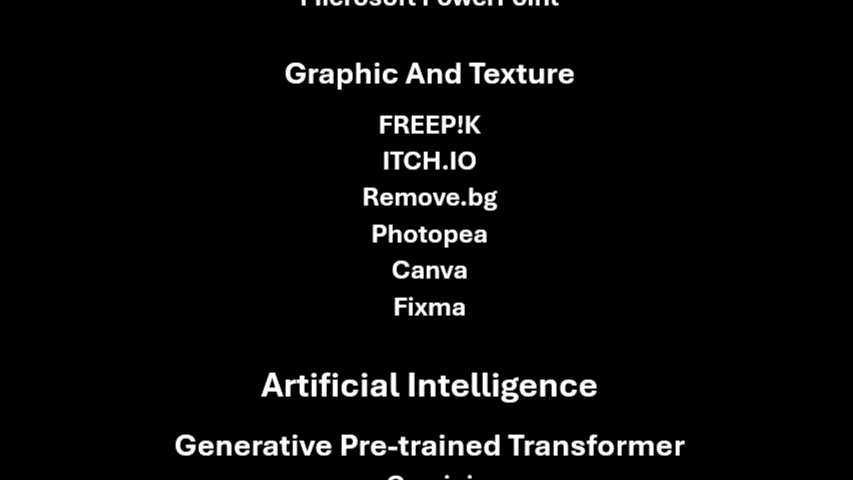 Microsoft PowerPoint
Graphic And Texture
FREEP!K
ITCH.IO
Remove.bg
Photopea
Canva
Fixma
Artificial Intelligence
Generative Pre-trained Transformer